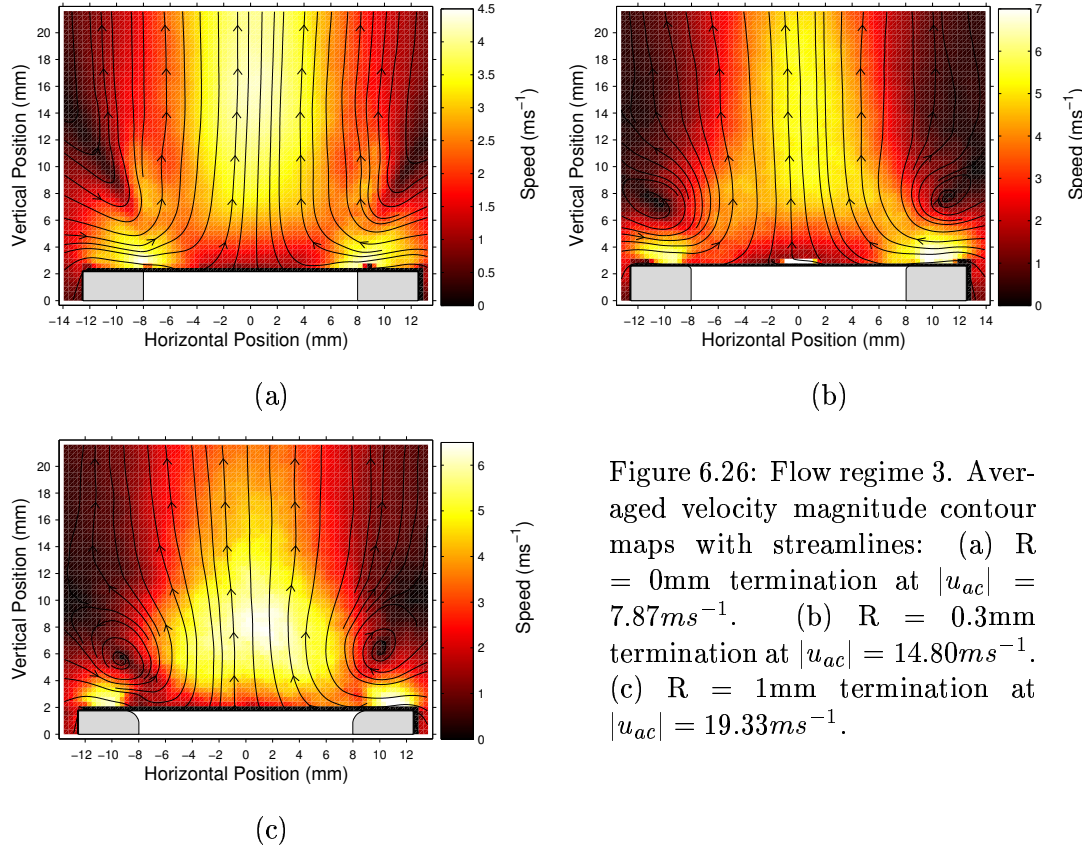 20
18
16
14
12
10
8
6
4
2
0
Vertical Position (mm)
−14 −12 −10 −8 −6 −4 −2 0 2 4 6 8 10 12
Horizontal Position (mm)
4.5
4
3.5
3
2.5
2
1.5
1
0.5
0
Speed (ms⁻¹)
(a)
20
18
16
14
12
10
8
6
4
2
0
Vertical Position (mm)
−12 −10 −8 −6 −4 −2 0 2 4 6 8 10 12 14
Horizontal Position (mm)
7
6
5
4
3
2
1
0
Speed (ms⁻¹)
(b)
20
18
16
14
12
10
8
6
4
2
0
Vertical Position (mm)
−12 −10 −8 −6 −4 −2 0 2 4 6 8 10 12
Horizontal Position (mm)
6
5
4
3
2
1
0
Speed (ms⁻¹)
(c)
Figure 6.26: Flow regime 3. Aver-
aged velocity magnitude contour
maps with streamlines: (a) R
= 0mm termination at |u_ac| =
7.87ms⁻¹. (b) R = 0.3mm
termination at |u_ac| = 14.80ms⁻¹.
(c) R = 1mm termination at
|u_ac| = 19.33ms⁻¹.